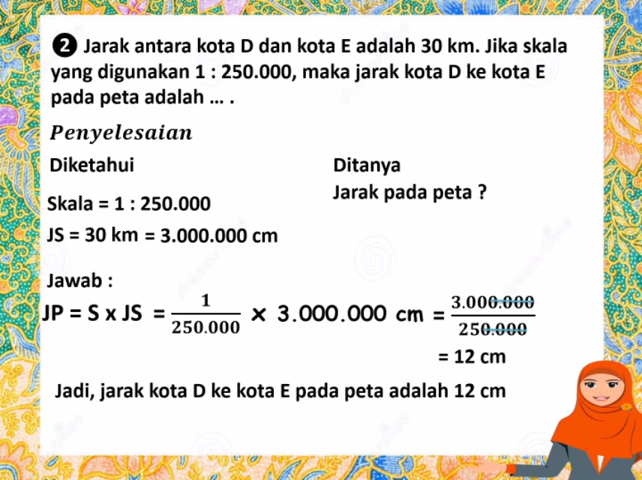 2 Jarak antara kota D dan kota E adalah 30 km. Jika skala
yang digunakan 1 : 250.000, maka jarak kota D ke kota E
pada peta adalah ... .
Penyelesaian
Diketahui
Skala = 1 : 250.000
JS = 30 km = 3.000.000 cm
Ditanya
Jarak pada peta ?
Jawab :
JP = S x JS = 1/250.000 × 3.000.000 cm = 3.000.000/250.000
= 12 cm
Jadi, jarak kota D ke kota E pada peta adalah 12 cm